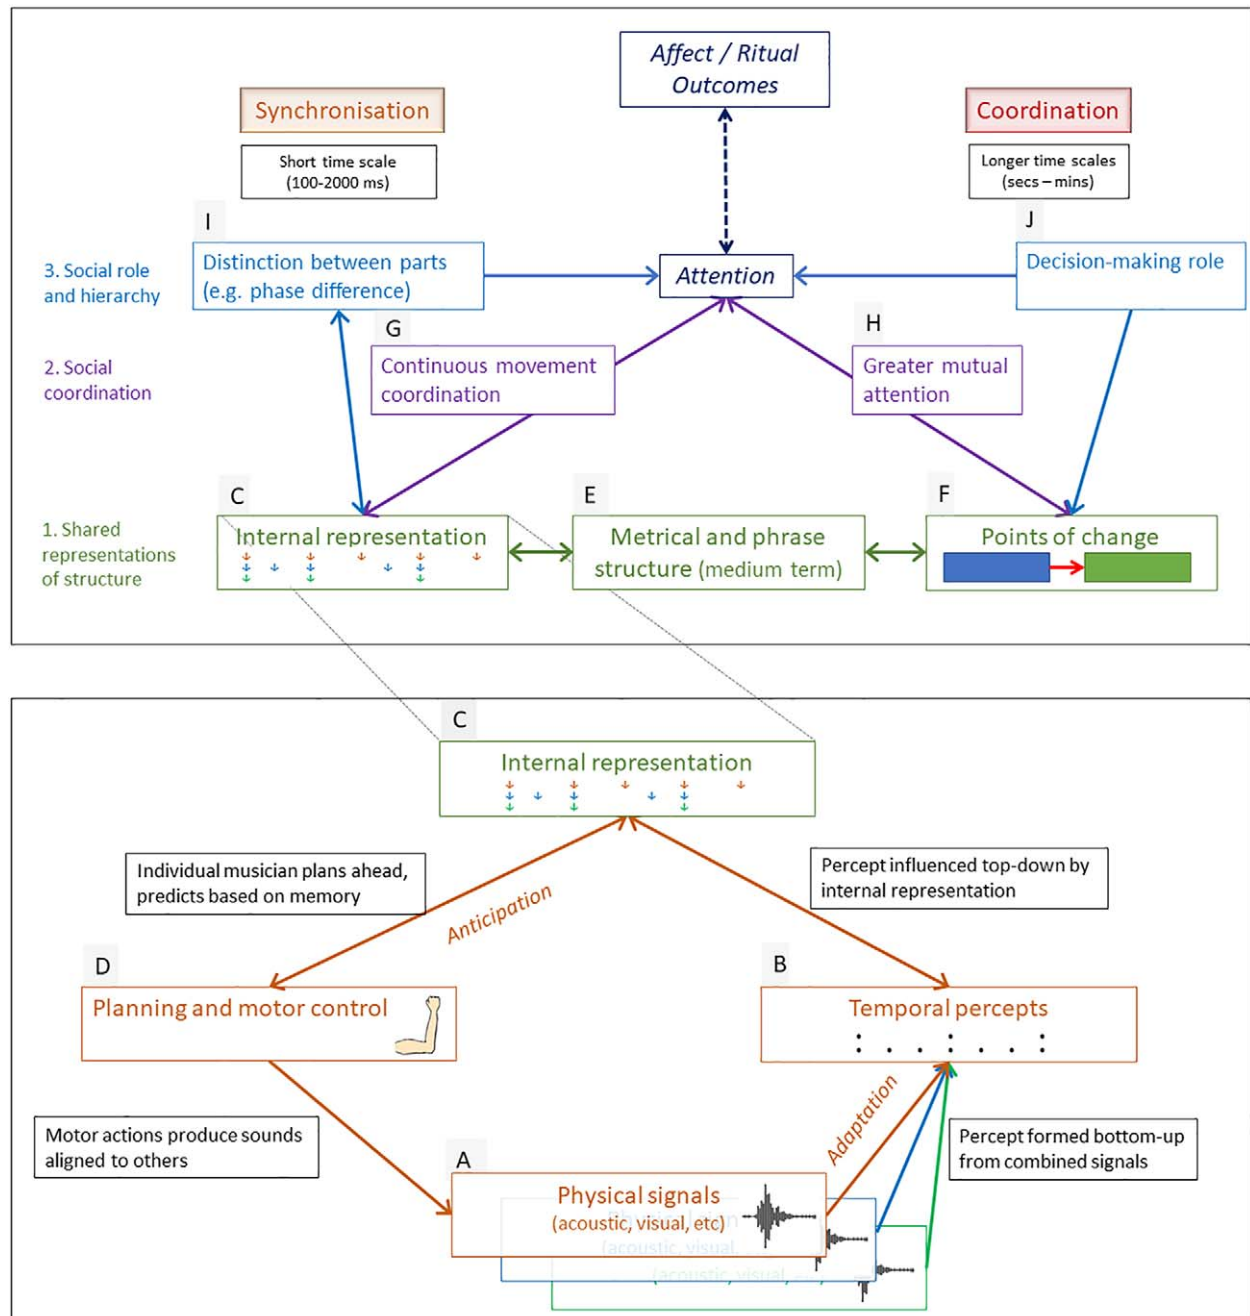 Affect / Ritual
Outcomes
Synchronisation
Coordination
Short time scale
(100-2000 ms)
Longer time scales
(secs – mins)
I
J
3. Social role
and hierarchy
Distinction between parts
(e.g. phase difference)
Attention
Decision-making role
G
H
2. Social
coordination
Continuous movement
coordination
Greater mutual
attention
C
E
F
1. Shared
representations
of structure
Internal representation
Metrical and phrase
structure (medium term)
Points of change
C
Internal representation
Individual musician plans ahead,
predicts based on memory
Anticipation
Percept influenced top-down by
internal representation
D
B
Planning and motor control
Temporal percepts
Motor actions produce sounds
aligned to others
Adaptation
Percept formed bottom-up
from combined signals
A
Physical signals
(acoustic, visual, etc)
(acoustic, visual,
(acoustic, visual,